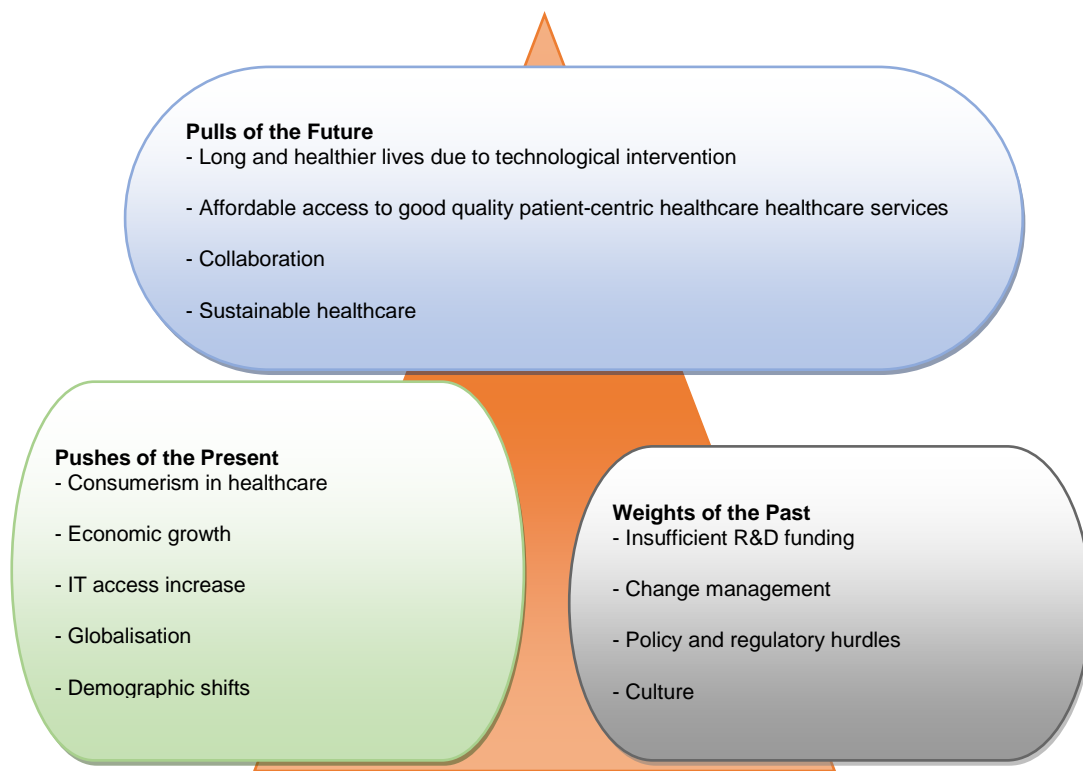 Pulls of the Future
- Long and healthier lives due to technological intervention
- Affordable access to good quality patient-centric healthcare healthcare services
- Collaboration
- Sustainable healthcare
Pushes of the Present
- Consumerism in healthcare
- Economic growth
- IT access increase
- Globalisation
- Demographic shifts
Weights of the Past
- Insufficient R&D funding
- Change management
- Policy and regulatory hurdles
- Culture